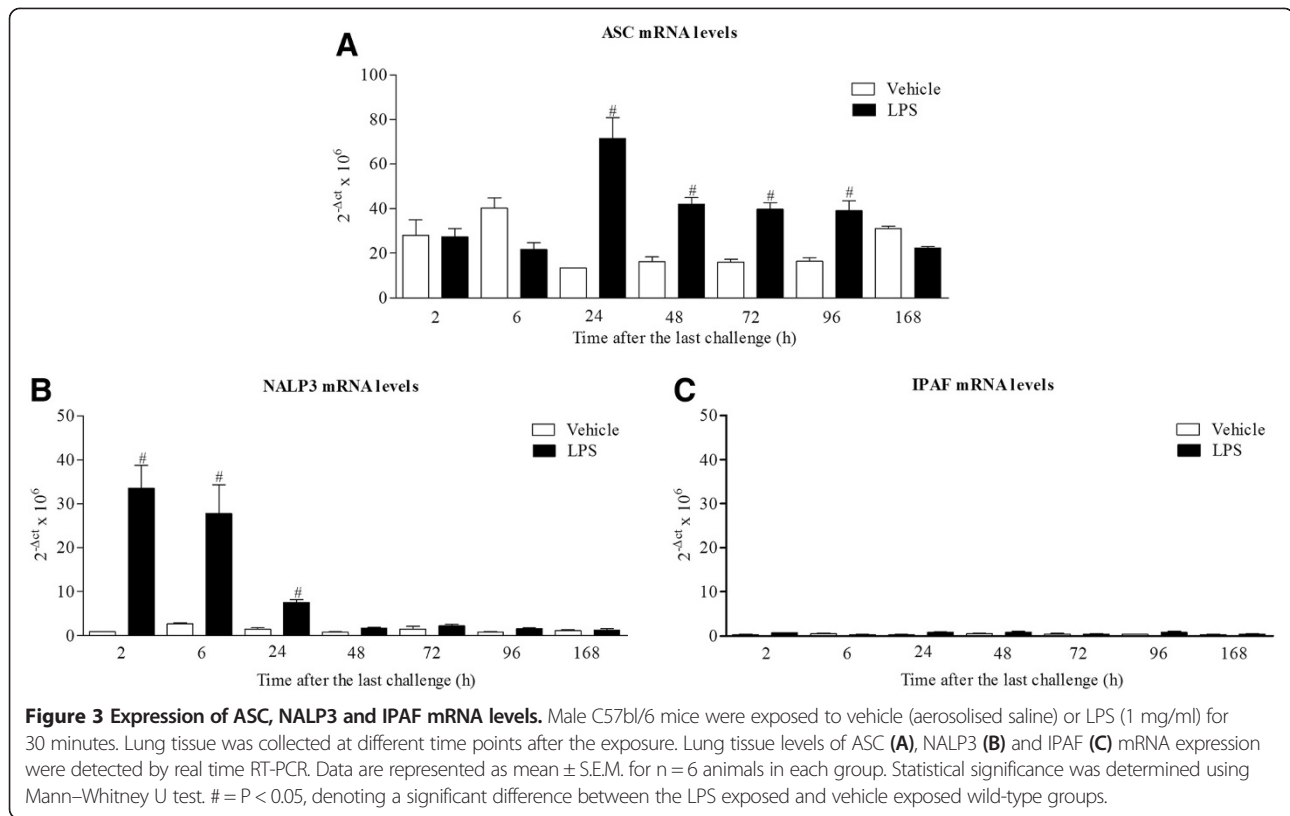 ASC mRNA levels
A
Vehicle
LPS
2^-Δct x 10^6
100
80
60
40
20
0
#
#
#
#
2 6 24 48 72 96 168
Time after the last challenge (h)
NALP3 mRNA levels
B
Vehicle
LPS
2^-Δct x 10^6
50
40
30
20
10
0
#
#
#
2 6 24 48 72 96 168
Time after the last challenge (h)
IPAF mRNA levels
C
Vehicle
LPS
2^-Δct x 10^6
50
40
30
20
10
0
2 6 24 48 72 96 168
Time after the last challenge (h)
Figure 3 Expression of ASC, NALP3 and IPAF mRNA levels. Male C57bl/6 mice were exposed to vehicle (aerosolised saline) or LPS (1 mg/ml) for
30 minutes. Lung tissue was collected at different time points after the exposure. Lung tissue levels of ASC (A), NALP3 (B) and IPAF (C) mRNA expression
were detected by real time RT-PCR. Data are represented as mean ± S.E.M. for n = 6 animals in each group. Statistical significance was determined using
Mann–Whitney U test. # = P < 0.05, denoting a significant difference between the LPS exposed and vehicle exposed wild-type groups.